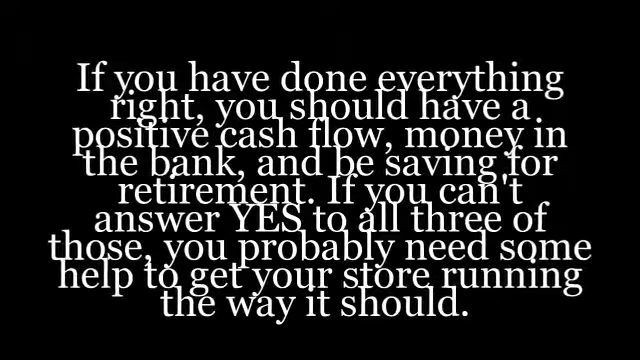 If you have done everything
right, you should have a
positive cash flow, money in
the bank, and be saving for
retirement. If you can't
answer YES to all three of
those, you probably need some
help to get your store running
the way it should.